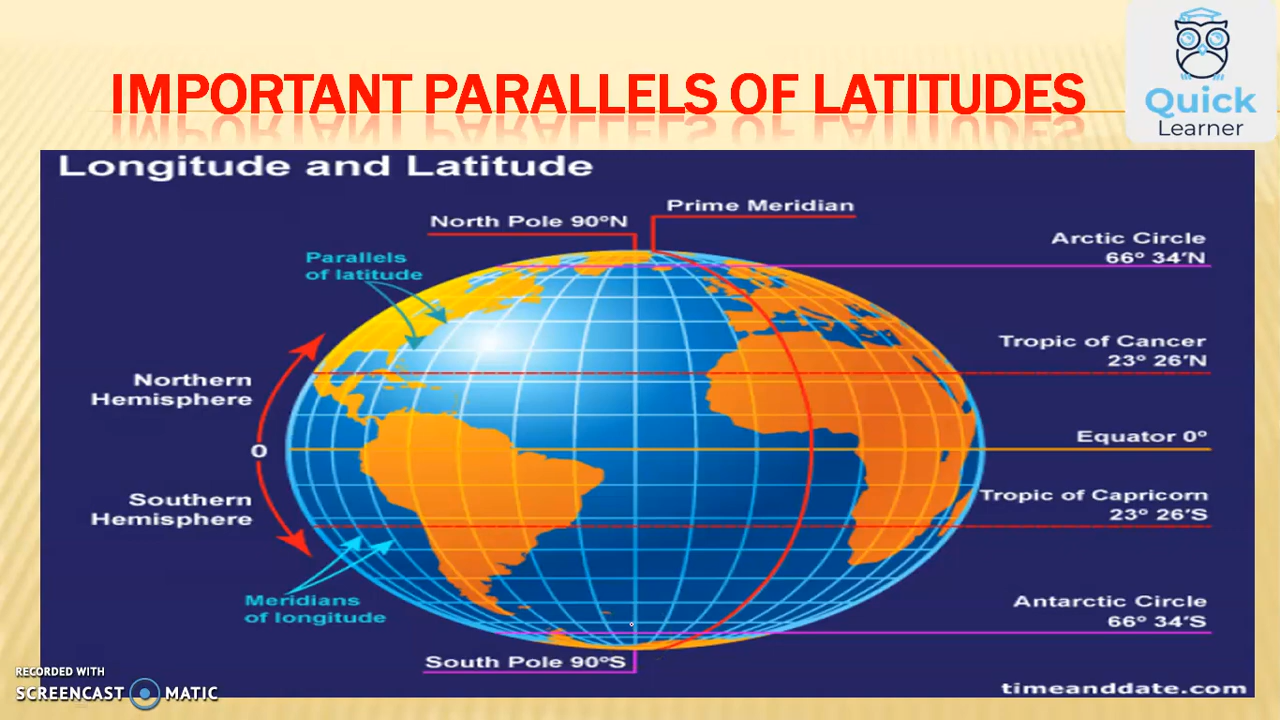 IMPORTANT PARALLELS OF LATITUDES
Quick
Learner
Longitude and Latitude
Prime Meridian
North Pole 90°N
Arctic Circle
66° 34'N
Parallels
of latitude
Tropic of Cancer
23° 26'N
Northern
Hemisphere
Equator 0°
0
Southern
Hemisphere
Tropic of Capricorn
23° 26'S
Meridians
of longitude
Antarctic Circle
66° 34'S
South Pole 90°S
RECORDED WITH
SCREENCAST MATIC
timeanddate.com